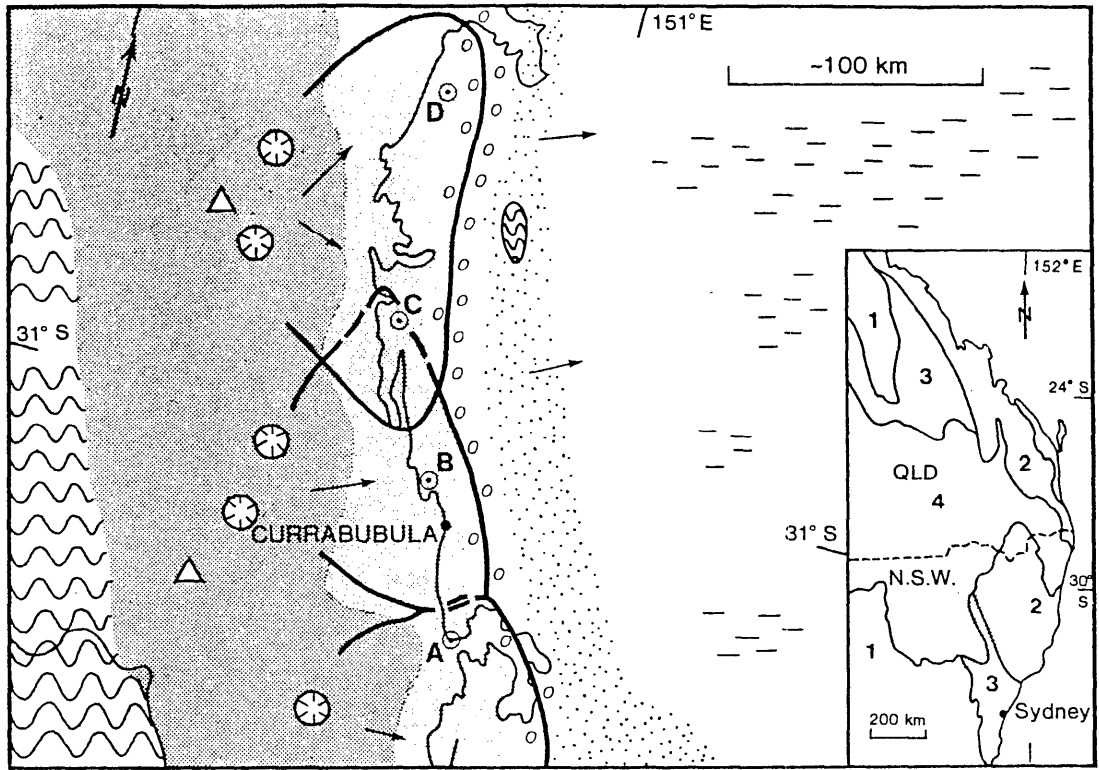 N
151° E
~100 km
D
C
31° S
B
CURRABUBULA
A
152° E
N
1
3
24° S
2
QLD
4
31° S
N.S.W.
30°
S
2
1
3
Sydney
200 km